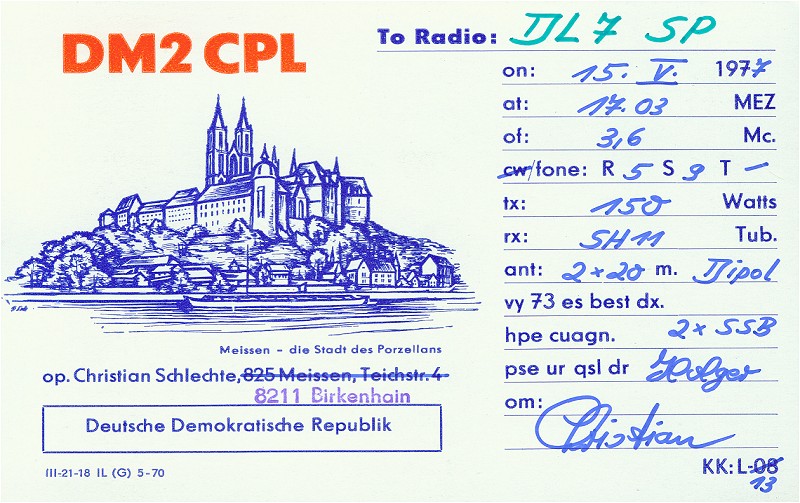 DM2 CPL
To Radio: DL7 SP
on: 15. V. 1977
at: 17.03 MEZ
of: 3,6 Mc.
cw/fone: R 5 S 9 T —
tx: 150 Watts
rx: SH11 Tub.
ant: 2×20 m. Dipol
vy 73 es best dx.
hpe cuagn. 2× SSB
pse ur qsl dr Holger
om:
Christian
KK: L-08
13
Meissen - die Stadt des Porzellans
op. Christian Schlechte, 825 Meissen, Teichstr. 4
8211 Birkenhain
Deutsche Demokratische Republik
III-21-18 IL (G) 5-70